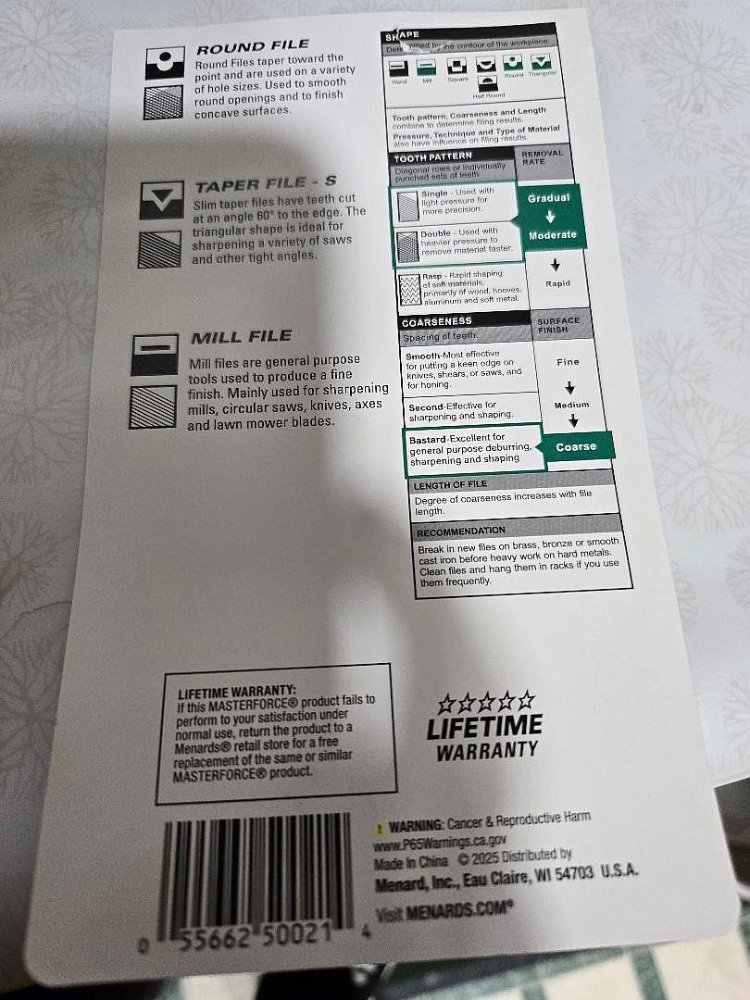 ROUND FILE
Round Files taper toward the
point and are used on a variety
of hole sizes. Used to smooth
round openings and to finish
concave surfaces.
TAPER FILE - S
Slim taper files have teeth cut
at an angle 60° to the edge. The
triangular shape is ideal for
sharpening a variety of saws
and other tight angles.
MILL FILE
Mill files are general purpose
tools used to produce a fine
finish. Mainly used for sharpening
mills, circular saws, knives, axes
and lawn mower blades.
SHAPE
Determined by the contour of the workpiece.
Hand Mill Square Round Triangular
Half Round
Tooth pattern, Coarseness and Length
combine to determine filing results.
Pressure, Technique and Type of Material
also have influence on filing results.
TOOTH PATTERN
Diagonal rows or individually
punched sets of teeth
REMOVAL
RATE
Single - Used with
light pressure for
more precision.
Gradual
Double - Used with
heavier pressure to
remove material faster.
Moderate
Rasp - Rapid shaping
of soft materials,
primarily of wood, hooves,
aluminum and soft metal.
Rapid
COARSENESS
Spacing of teeth.
SURFACE
FINISH
Smooth-Most effective
for putting a keen edge on
knives, shears, or saws, and
for honing.
Fine
Second-Effective for
sharpening and shaping.
Medium
Bastard-Excellent for
general purpose deburring,
sharpening and shaping
Coarse
LENGTH OF FILE
Degree of coarseness increases with file
length.
RECOMMENDATION
Break in new files on brass, bronze or smooth
cast iron before heavy work on hard metals.
Clean files and hang them in racks if you use
them frequently.
LIFETIME WARRANTY:
If this MASTERFORCE® product fails to
perform to your satisfaction under
normal use, return the product to a
Menards® retail store for a free
replacement of the same or similar
MASTERFORCE® product.
LIFETIME
WARRANTY
WARNING: Cancer & Reproductive Harm
www.P65Warnings.ca.gov
Made In China © 2025 Distributed by
Menard, Inc., Eau Claire, WI 54703 U.S.A.
Visit MENARDS.COM®
0 55662 50021 4